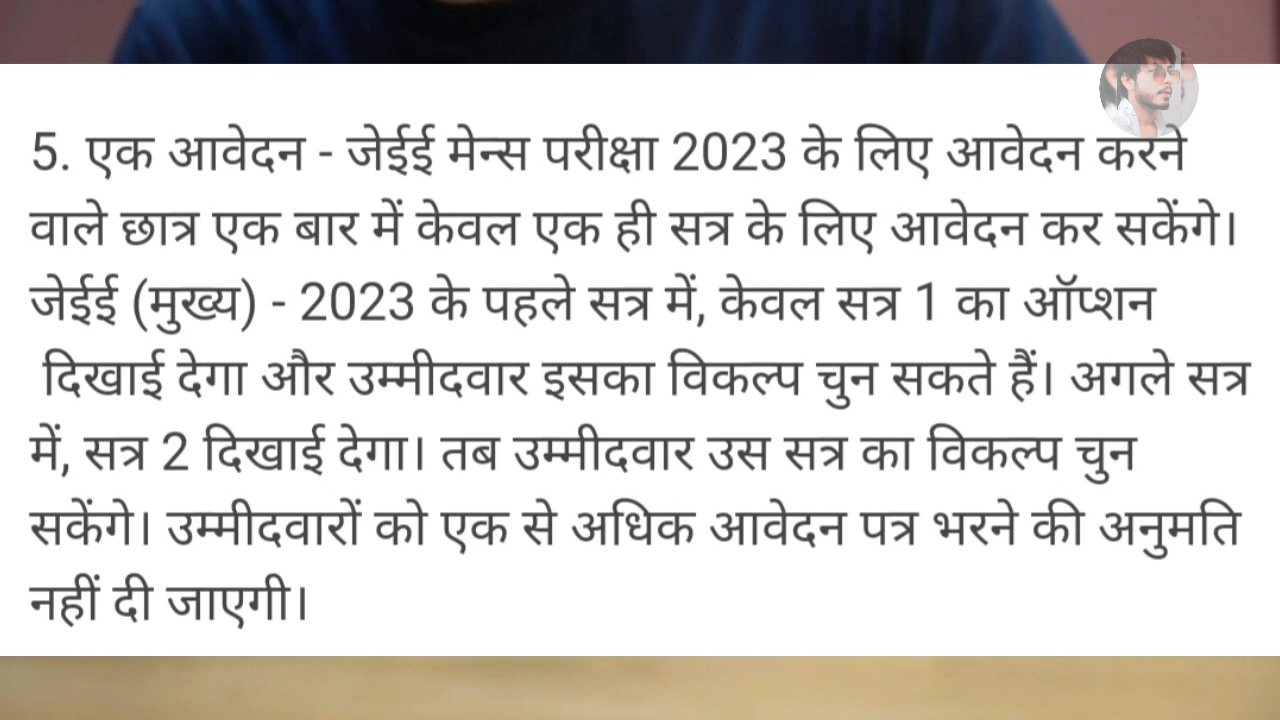 5. एक आवेदन - जेईई मेन्स परीक्षा 2023 के लिए आवेदन करने
वाले छात्र एक बार में केवल एक ही सत्र के लिए आवेदन कर सकेंगे।
जेईई (मुख्य) - 2023 के पहले सत्र में, केवल सत्र 1 का ऑप्शन
दिखाई देगा और उम्मीदवार इसका विकल्प चुन सकते हैं। अगले सत्र
में, सत्र 2 दिखाई देगा। तब उम्मीदवार उस सत्र का विकल्प चुन
सकेंगे। उम्मीदवारों को एक से अधिक आवेदन पत्र भरने की अनुमति
नहीं दी जाएगी।